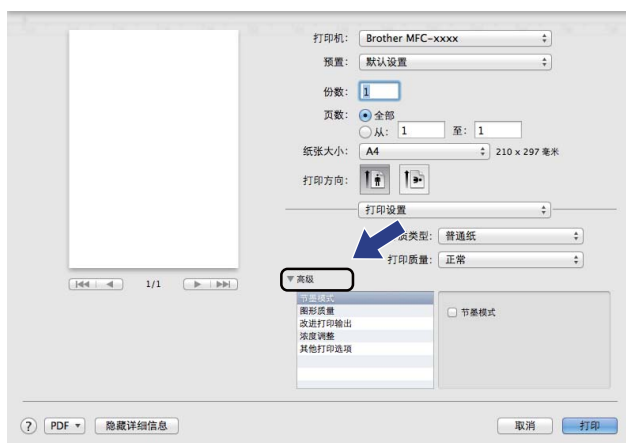 打印机: Brother MFC-xxxx
预置: 默认设置
份数: 1
页数: 全部
从: 1 至: 1
纸张大小: A4 210 x 297 毫米
打印方向:
打印设置
质类型: 普通纸
打印质量: 正常
1/1
高级
节墨模式
图形质量
改进打印输出
浓度调整
其他打印选项
节墨模式
? PDF 隐藏详细信息 取消 打印